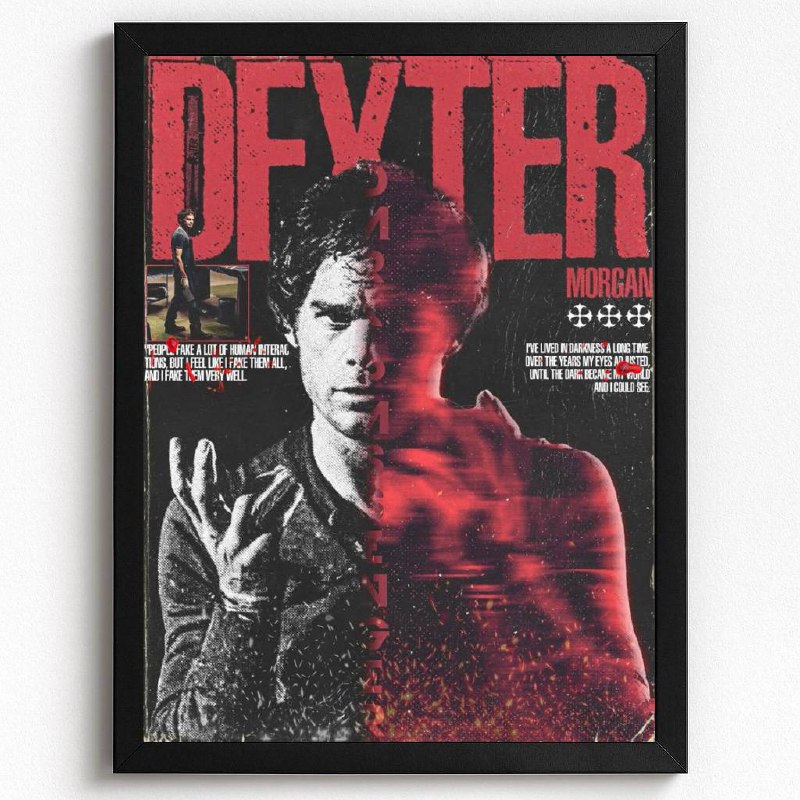 DEXTER
MORGAN
"PEOPLE FAKE A LOT OF HUMAN INTERAC
TIONS, BUT I FEEL LIKE I FAKE THEM ALL,
AND I FAKE THEM VERY WELL.
I'VE LIVED IN DARKNESS A LONG TIME.
OVER THE YEARS MY EYES ADJUSTED,
UNTIL THE DARK BECAME MY WORLD
AND I COULD SEE.